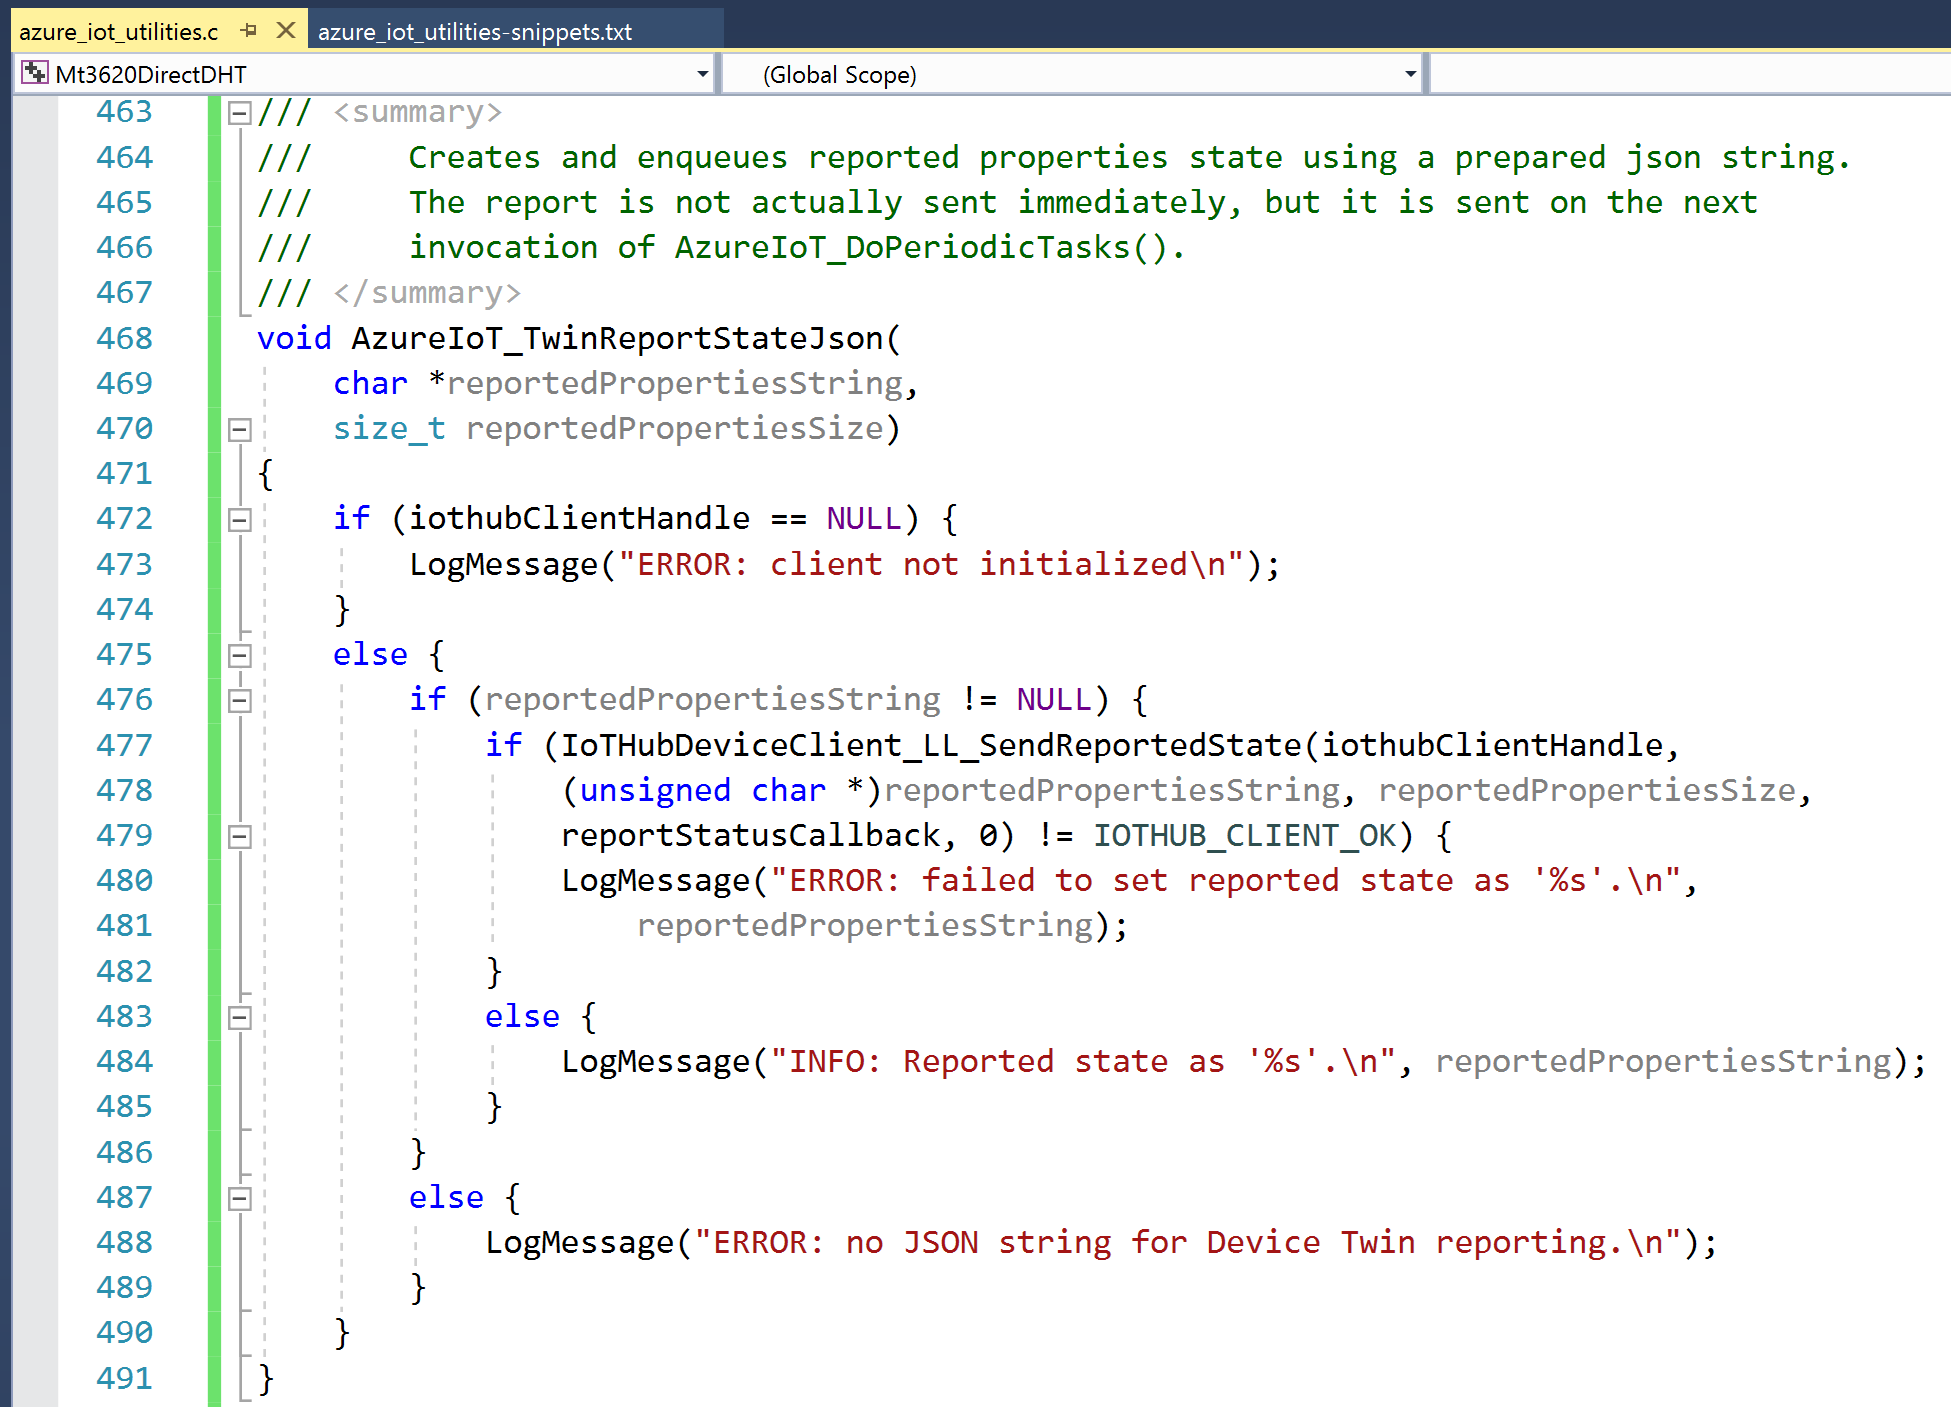 azure_iot_utilities.c azure_iot_utilities-snippets.txt
Mt3620DirectDHT (Global Scope)
463 /// <summary>
464 ///     Creates and enqueues reported properties state using a prepared json string.
465 ///     The report is not actually sent immediately, but it is sent on the next
466 ///     invocation of AzureIoT_DoPeriodicTasks().
467 /// </summary>
468 void AzureIoT_TwinReportStateJson(
469     char *reportedPropertiesString,
470     size_t reportedPropertiesSize)
471 {
472     if (iothubClientHandle == NULL) {
473         LogMessage("ERROR: client not initialized\n");
474     }
475     else {
476         if (reportedPropertiesString != NULL) {
477             if (IoTHubDeviceClient_LL_SendReportedState(iothubClientHandle,
478                 (unsigned char *)reportedPropertiesString, reportedPropertiesSize,
479                 reportStatusCallback, 0) != IOTHUB_CLIENT_OK) {
480                 LogMessage("ERROR: failed to set reported state as '%s'.\n",
481                     reportedPropertiesString);
482             }
483             else {
484                 LogMessage("INFO: Reported state as '%s'.\n", reportedPropertiesString);
485             }
486         }
487         else {
488             LogMessage("ERROR: no JSON string for Device Twin reporting.\n");
489         }
490     }
491 }